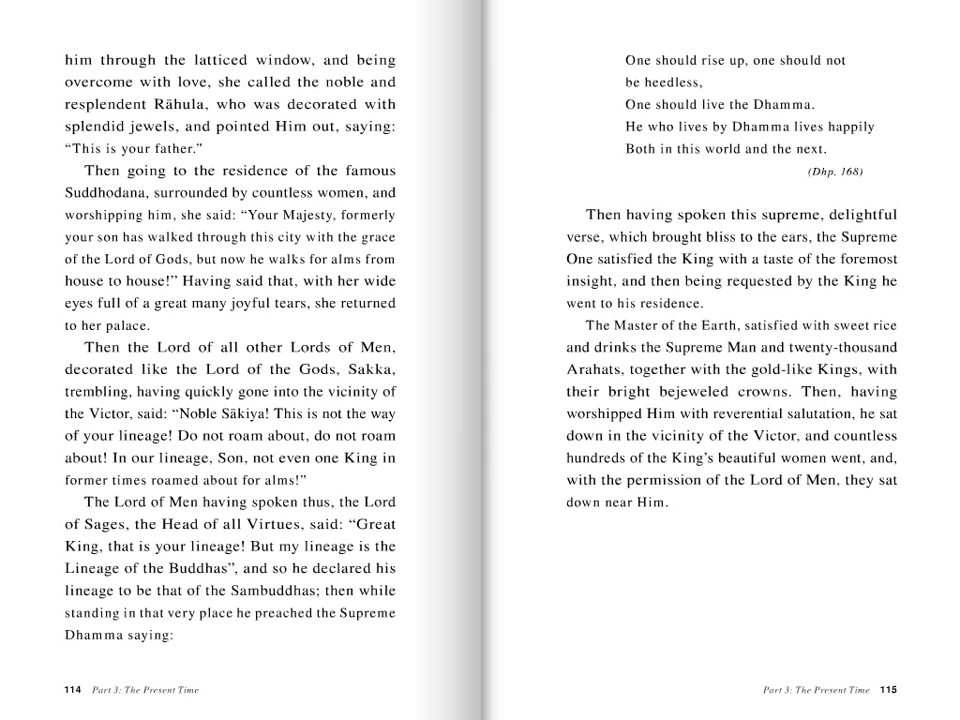 him through the latticed window, and being
overcome with love, she called the noble and
resplendent Rāhula, who was decorated with
splendid jewels, and pointed Him out, saying:
“This is your father.”
Then going to the residence of the famous
Suddhodana, surrounded by countless women, and
worshipping him, she said: “Your Majesty, formerly
your son has walked through this city with the grace
of the Lord of Gods, but now he walks for alms from
house to house!” Having said that, with her wide
eyes full of a great many joyful tears, she returned
to her palace.
Then the Lord of all other Lords of Men,
decorated like the Lord of the Gods, Sakka,
trembling, having quickly gone into the vicinity of
the Victor, said: “Noble Sākiya! This is not the way
of your lineage! Do not roam about, do not roam
about! In our lineage, Son, not even one King in
former times roamed about for alms!”
The Lord of Men having spoken thus, the Lord
of Sages, the Head of all Virtues, said: “Great
King, that is your lineage! But my lineage is the
Lineage of the Buddhas”, and so he declared his
lineage to be that of the Sambuddhas; then while
standing in that very place he preached the Supreme
Dhamma saying:
114 Part 3: The Present Time
One should rise up, one should not
be heedless,
One should live the Dhamma.
He who lives by Dhamma lives happily
Both in this world and the next.
(Dhp. 168)
Then having spoken this supreme, delightful
verse, which brought bliss to the ears, the Supreme
One satisfied the King with a taste of the foremost
insight, and then being requested by the King he
went to his residence.
The Master of the Earth, satisfied with sweet rice
and drinks the Supreme Man and twenty-thousand
Arahats, together with the gold-like Kings, with
their bright bejeweled crowns. Then, having
worshipped Him with reverential salutation, he sat
down in the vicinity of the Victor, and countless
hundreds of the King’s beautiful women went, and,
with the permission of the Lord of Men, they sat
down near Him.
Part 3: The Present Time 115